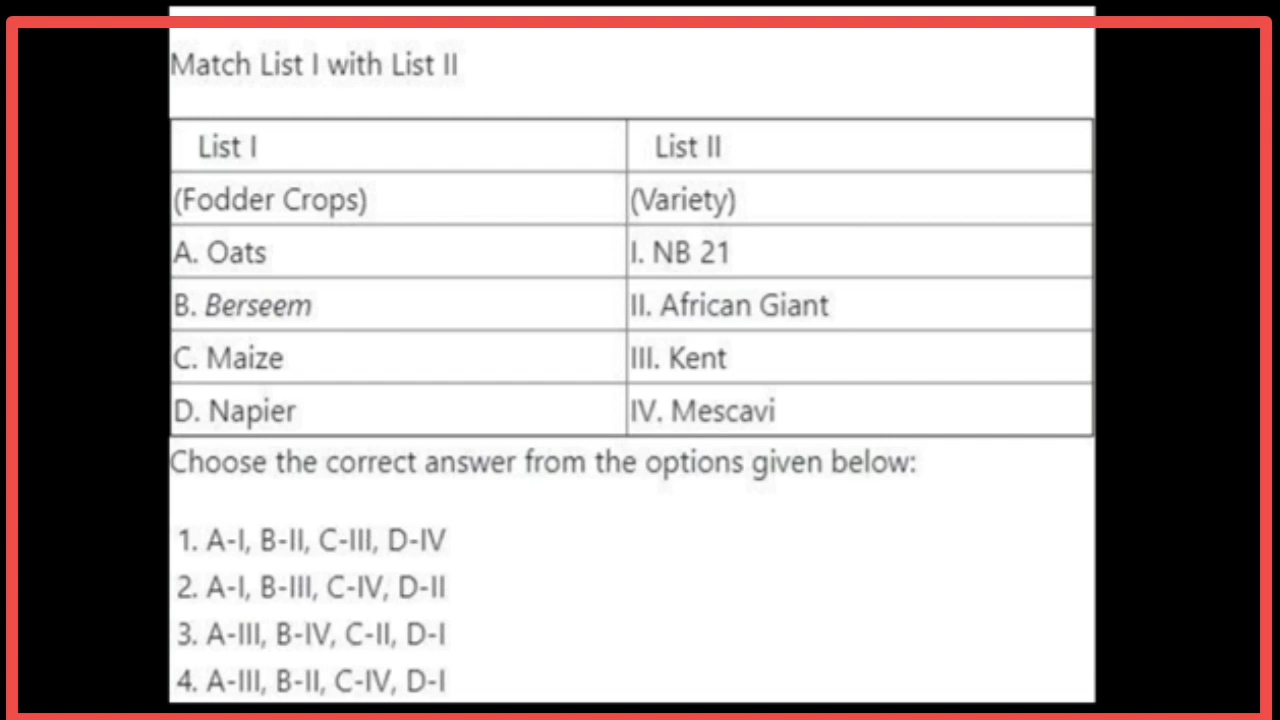 Match List I with List II
List I List II
(Fodder Crops) (Variety)
A. Oats I. NB 21
B. Berseem II. African Giant
C. Maize III. Kent
D. Napier IV. Mescavi
Choose the correct answer from the options given below:
1. A-I, B-II, C-III, D-IV
2. A-I, B-III, C-IV, D-II
3. A-III, B-IV, C-II, D-I
4. A-III, B-II, C-IV, D-I